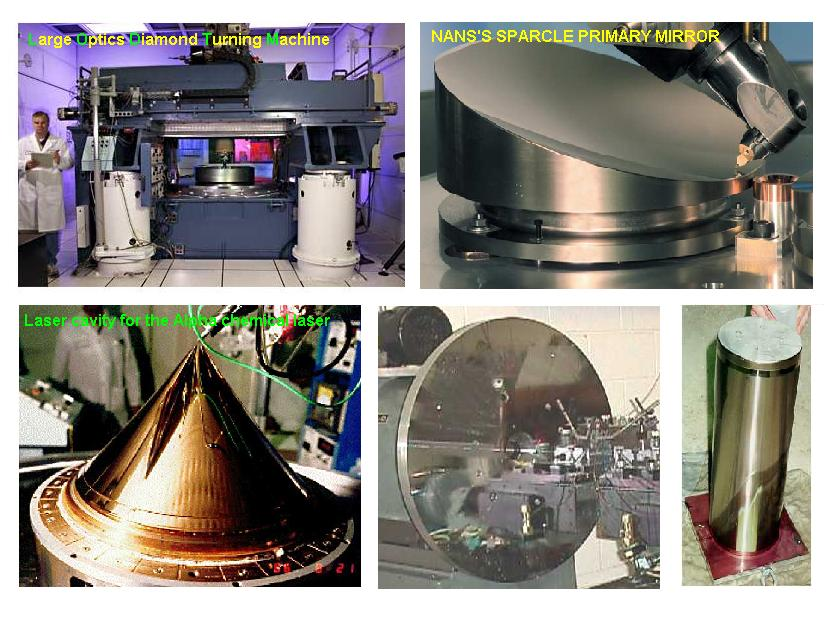 Large Optics Diamond Turning Machine
NANS'S SPARCLE PRIMARY MIRROR
Laser cavity for the Alpha chemical laser